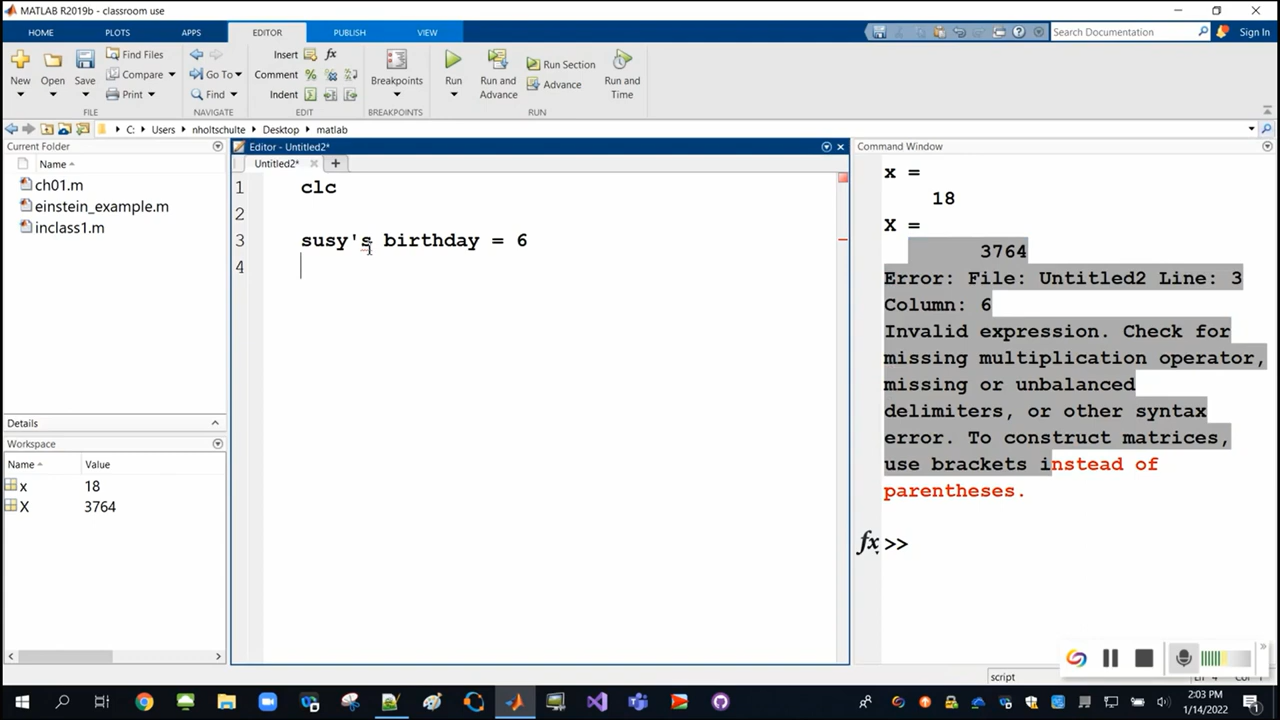 MATLAB R2019b - classroom use
HOME PLOTS APPS EDITOR PUBLISH VIEW Search Documentation Sign In
New Open Save Find Files Compare Print
FILE
Go To Find
NAVIGATE
Insert fx
Comment %
Indent
EDIT
Breakpoints
BREAKPOINTS
Run Run and Advance Run Section Advance Run and Time
RUN
C: Users nholtschulte Desktop matlab
Current Folder
Name
ch01.m
einstein_example.m
inclass1.m
Details
Workspace
Name Value
x 18
X 3764
Editor - Untitled2*
Untitled2* +
1 clc
2
3 susy's birthday = 6
4
Command Window
x =
18
X =
3764
Error: File: Untitled2 Line: 3
Column: 6
Invalid expression. Check for
missing multiplication operator,
missing or unbalanced
delimiters, or other syntax
error. To construct matrices,
use brackets instead of
parentheses.
fx >>
script
2:03 PM
1/14/2022